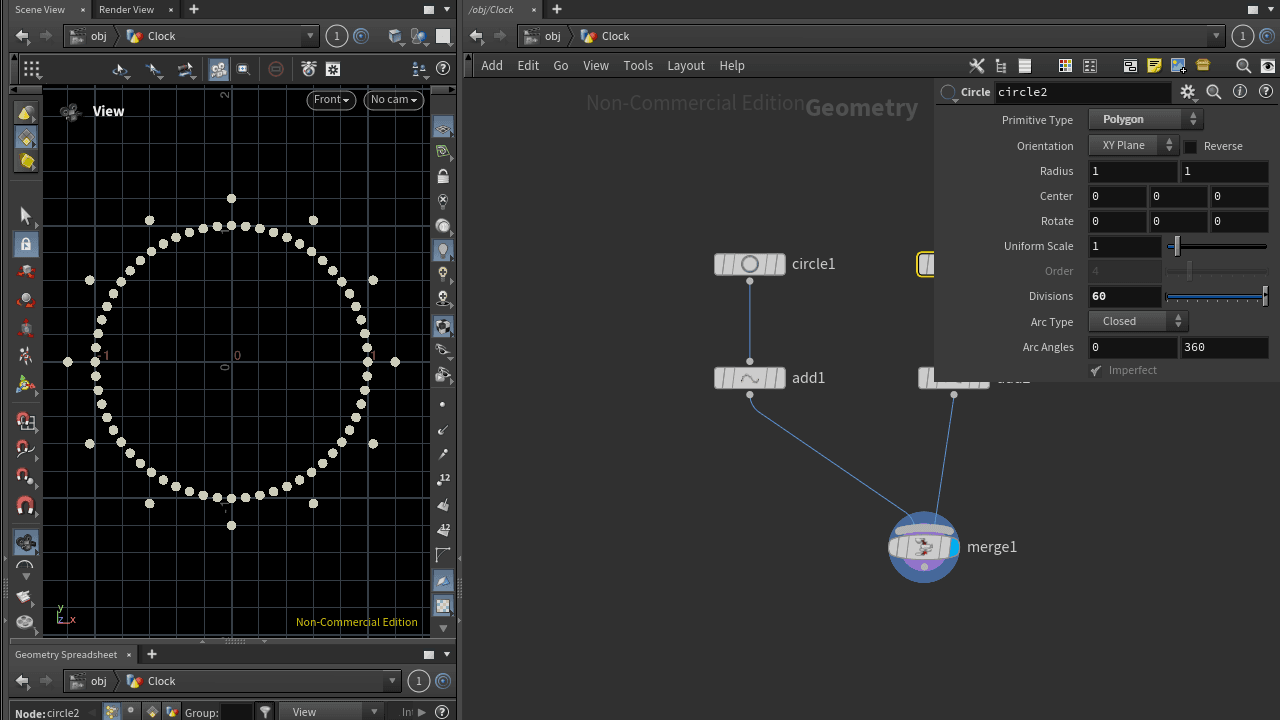 Scene View × Render View × +
/obj/Clock × +
obj Clock 1
obj Clock 1
Add Edit Go View Tools Layout Help
View
Front
No cam
2
1
-1 0 1
0
-1
y
z x
Non-Commercial Edition
12
12
Non-Commercial Edition
Geometry
circle1
add1
merge1
Circle circle2
Primitive Type Polygon
Orientation XY Plane Reverse
Radius 1 1
Center 0 0 0
Rotate 0 0 0
Uniform Scale 1
Order 4
Divisions 60
Arc Type Closed
Arc Angles 0 360
Imperfect
Geometry Spreadsheet × +
obj Clock 1
Node: circle2 Group: View Int